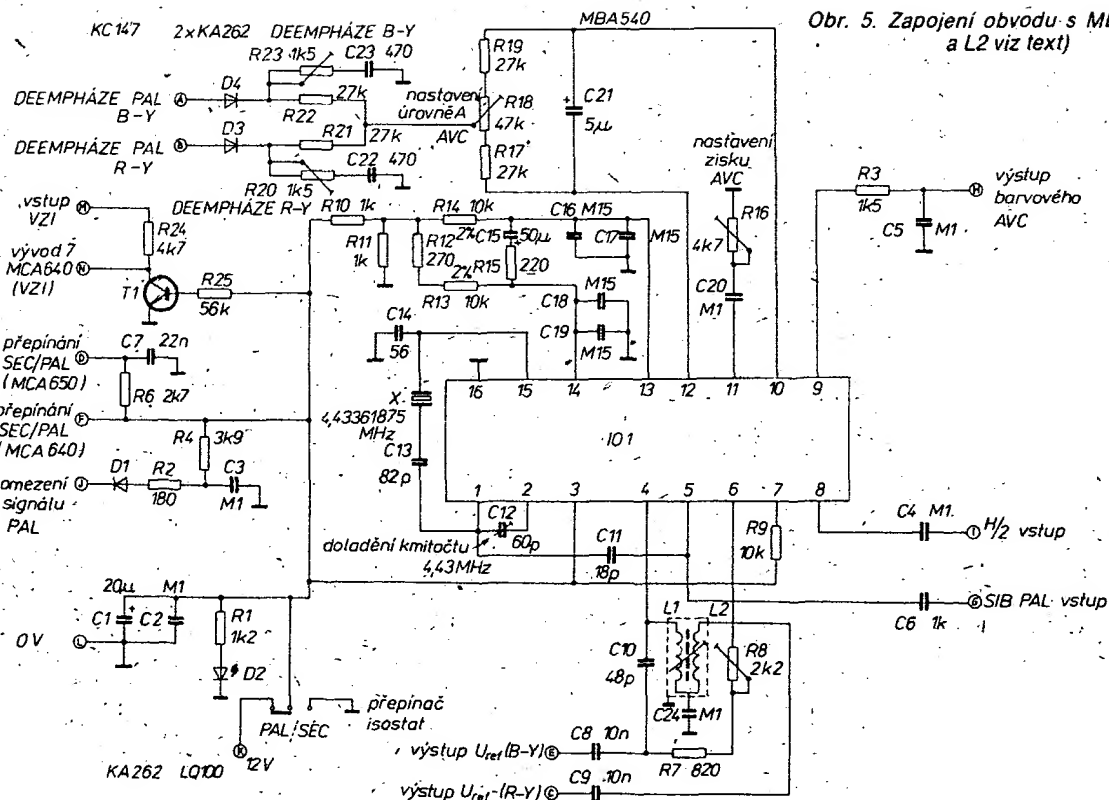 KC147 2×KA262 DEEMPHÁZE B-Y
MBA540
Obr. 5. Zapojení obvodu s
a L2 viz text)
R23 1k5 C23 470
R19
27k
D4
27k
DEEMPHÁZE PAL Ⓐ
B-Y
R22
nastavení
úrovně A
AVC
R18
47k
C21
+
5µ
D3
R21
27k
DEEMPHÁZE PAL
R-Y
C22 470
R17
27k
nastavení
zisku
AVC
R3
1k5
Ⓗ výstup
barvového
AVC
C5 M1
R20 1k5
DEEMPHÁZE R-Y
vstup Ⓜ
VZI
R24
4k7
R10 1k
R14 10k
2%
C16 M15
R16
4k7
vývod 7
MCA640 Ⓝ
(VZI)
R11
1k
R12
270
C15 50µ
+
C17 M15
R15 220
T1
R25
56k
2%
R13 10k
C18 M15
C20
M1
C14
56
C19
M15
přepínání
SEC/PAL Ⓓ
(MCA650)
C7 22n
R6 2k7
16 15 14 13 12 11 10 9
X
4,43361875
MHz
přepínání
SEC/PAL Ⓕ
(MCA640)
R4 3k9
IO1
C13
82p
D1 R2
180
C3
M1
omezení Ⓙ
signálu
PAL
1 2 3 4 5 6 7 8
C12
60p
R9
10k
C4 M1
Ⓘ H/2 vstup
doladění kmitočtu
4,43MHz
C11
18p
20µ M1
+
C1 C2
R1
1k2
L1 L2
Ⓖ SIB PAL vstup
C6 1k
0V Ⓛ
D2
C10
48p
R8
2k2
přepínač
isostat
PAL/SEC
C24 M1
Ⓚ
12V
výstup Uref(B-Y) Ⓔ C8 10n
R7 820
KA262 LQ100
výstup Uref-(R-Y) Ⓒ C9 10n